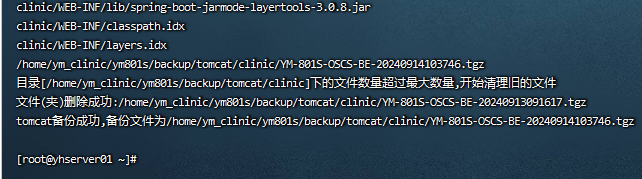 clinic/WEB-INF/lib/spring-boot-jarmode-layertools-3.0.8.jar
clinic/WEB-INF/classpath.idx
clinic/WEB-INF/layers.idx
/home/ym_clinic/ym801s/backup/tomcat/clinic/YM-801S-OSCS-BE-20240914103746.tgz
目录[/home/ym_clinic/ym801s/backup/tomcat/clinic]下的文件数量超过最大数量,开始清理旧的文件
文件(夹)删除成功:/home/ym_clinic/ym801s/backup/tomcat/clinic/YM-801S-OSCS-BE-20240913091617.tgz
tomcat备份成功,备份文件为/home/ym_clinic/ym801s/backup/tomcat/clinic/YM-801S-OSCS-BE-20240914103746.tgz
[root@yhserver01 ~]#